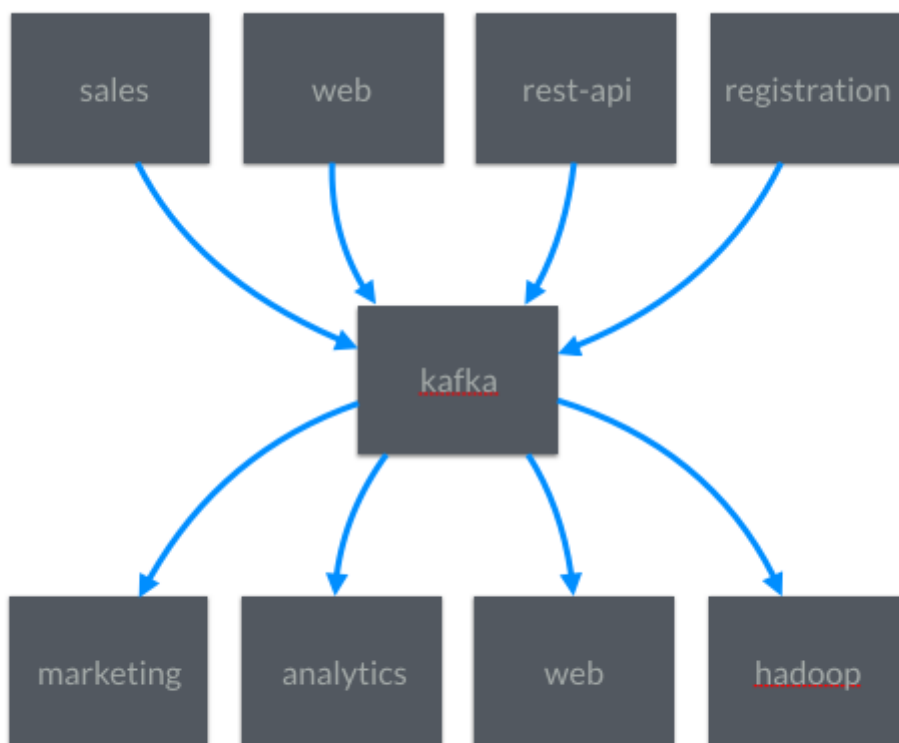 sales
web
rest-api
registration
kafka
marketing
analytics
web
hadoop